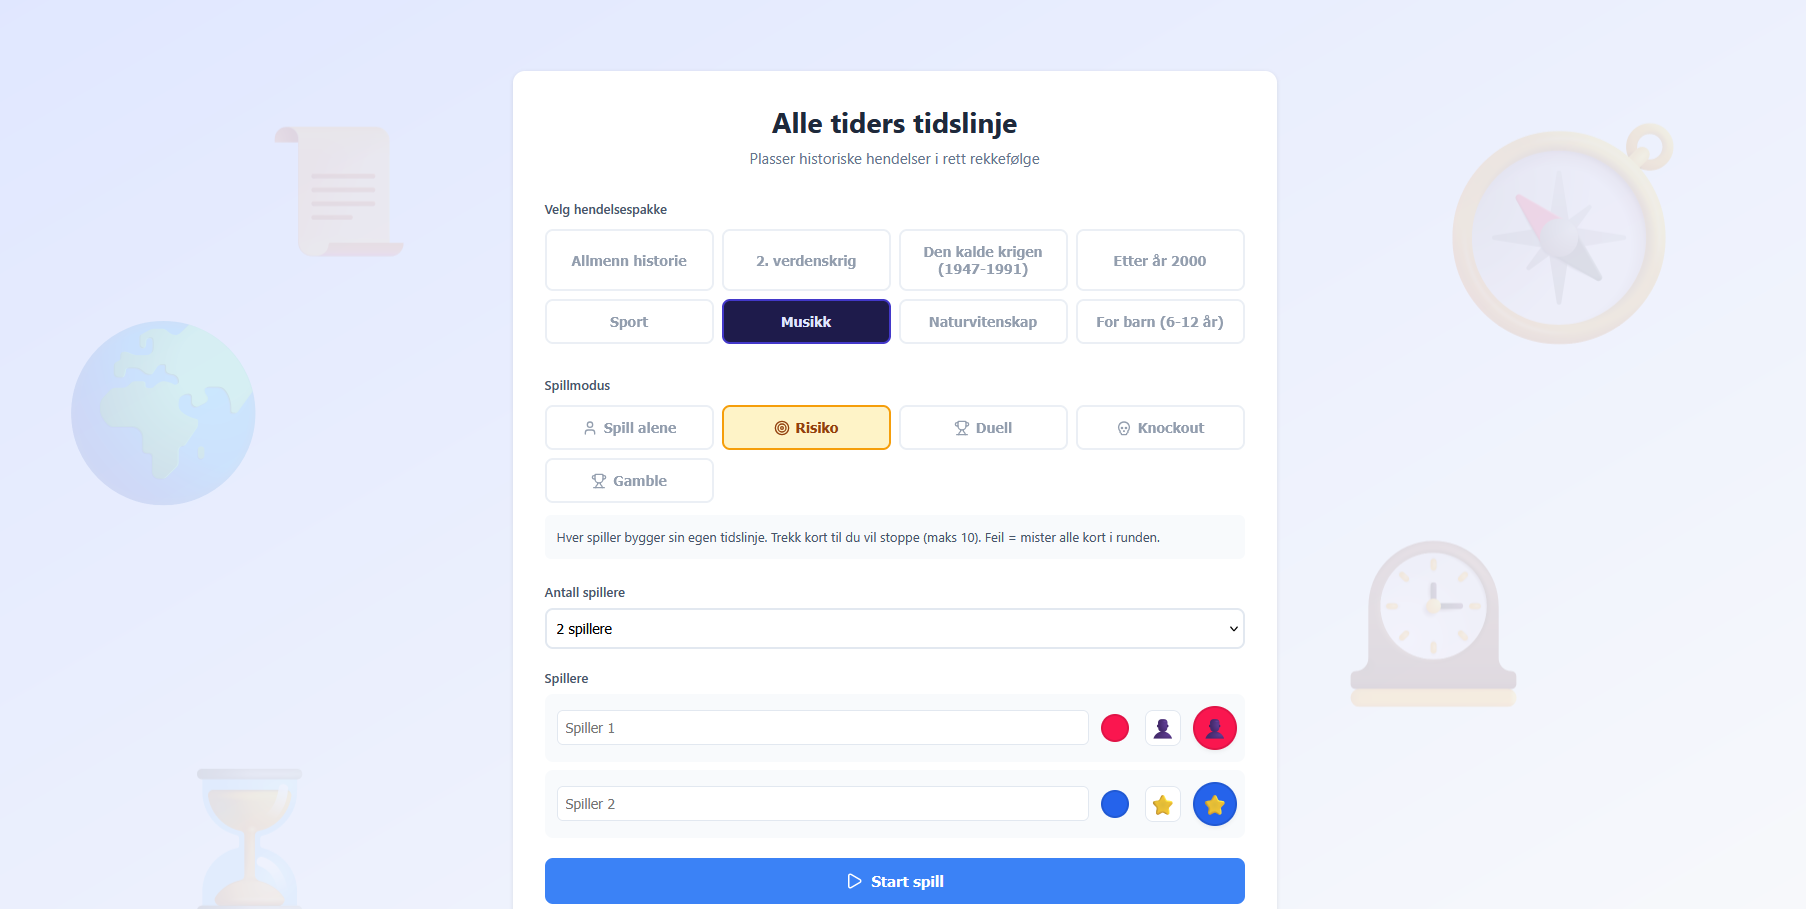 Alle tiders tidslinje
Plasser historiske hendelser i rett rekkefølge
Velg hendelsespakke
Allmenn historie
2. verdenskrig
Den kalde krigen
(1947-1991)
Etter år 2000
Sport
Musikk
Naturvitenskap
For barn (6-12 år)
Spillmodus
Spill alene
Risiko
Duell
Knockout
Gamble
Hver spiller bygger sin egen tidslinje. Trekk kort til du vil stoppe (maks 10). Feil = mister alle kort i runden.
Antall spillere
2 spillere
Spillere
Spiller 1
Spiller 2
Start spill